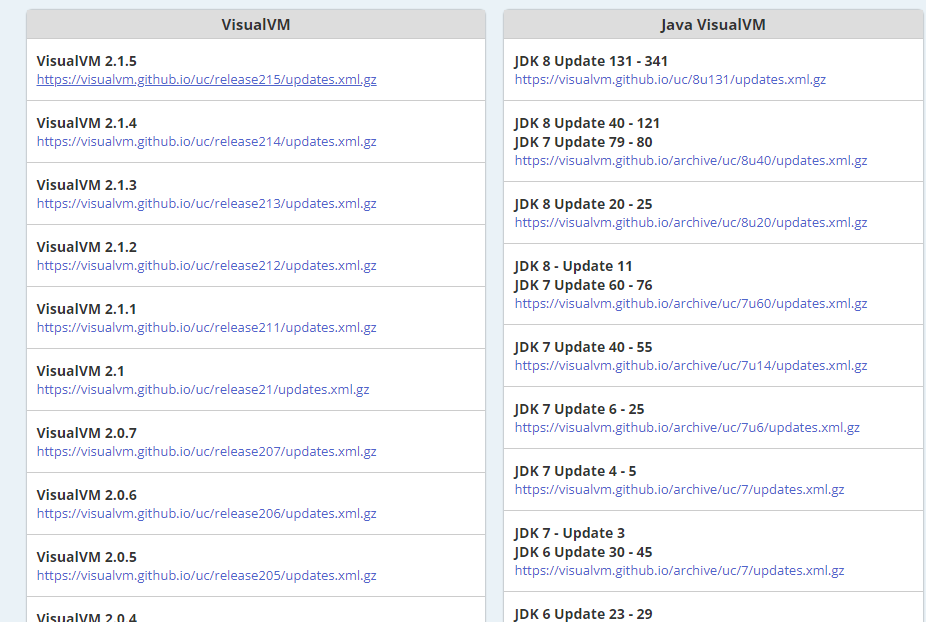 VisualVM
VisualVM 2.1.5
https://visualvm.github.io/uc/release215/updates.xml.gz
VisualVM 2.1.4
https://visualvm.github.io/uc/release214/updates.xml.gz
VisualVM 2.1.3
https://visualvm.github.io/uc/release213/updates.xml.gz
VisualVM 2.1.2
https://visualvm.github.io/uc/release212/updates.xml.gz
VisualVM 2.1.1
https://visualvm.github.io/uc/release211/updates.xml.gz
VisualVM 2.1
https://visualvm.github.io/uc/release21/updates.xml.gz
VisualVM 2.0.7
https://visualvm.github.io/uc/release207/updates.xml.gz
VisualVM 2.0.6
https://visualvm.github.io/uc/release206/updates.xml.gz
VisualVM 2.0.5
https://visualvm.github.io/uc/release205/updates.xml.gz
VisualVM 2.0.4
Java VisualVM
JDK 8 Update 131 - 341
https://visualvm.github.io/uc/8u131/updates.xml.gz
JDK 8 Update 40 - 121
JDK 7 Update 79 - 80
https://visualvm.github.io/archive/uc/8u40/updates.xml.gz
JDK 8 Update 20 - 25
https://visualvm.github.io/archive/uc/8u20/updates.xml.gz
JDK 8 - Update 11
JDK 7 Update 60 - 76
https://visualvm.github.io/archive/uc/7u60/updates.xml.gz
JDK 7 Update 40 - 55
https://visualvm.github.io/archive/uc/7u14/updates.xml.gz
JDK 7 Update 6 - 25
https://visualvm.github.io/archive/uc/7u6/updates.xml.gz
JDK 7 Update 4 - 5
https://visualvm.github.io/archive/uc/7/updates.xml.gz
JDK 7 - Update 3
JDK 6 Update 30 - 45
https://visualvm.github.io/archive/uc/7/updates.xml.gz
JDK 6 Update 23 - 29